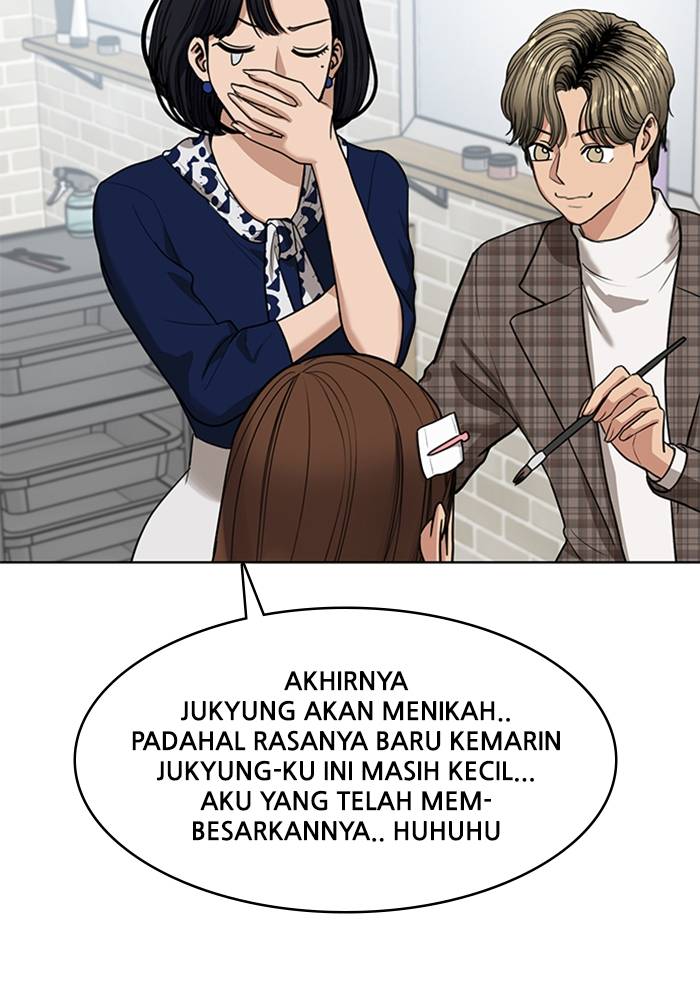 AKHIRNYA
JUKYUNG AKAN MENIKAH..
PADAHAL RASANYA BARU KEMARIN
JUKYUNG-KU INI MASIH KECIL...
AKU YANG TELAH MEM-
BESARKANNYA.. HUHUHU